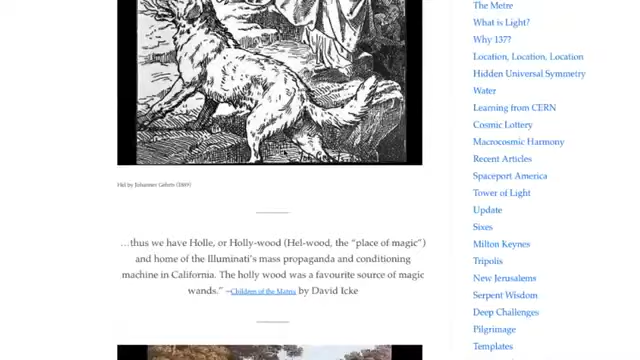 Hel by Johannes Gehrts (1889)
…thus we have Holle, or Holly-wood (Hel-wood, the “place of magic”)
and home of the Illuminati’s mass propaganda and conditioning
machine in California. The holly wood was a favourite source of magic
wands.” ~Children of the Matrix by David Icke
The Metre
What is Light?
Why 137?
Location, Location, Location
Hidden Universal Symmetry
Water
Learning from CERN
Cosmic Lottery
Macrocosmic Harmony
Recent Articles
Spaceport America
Tower of Light
Update
Sixes
Milton Keynes
Tripolis
New Jerusalems
Serpent Wisdom
Deep Challenges
Pilgrimage
Templates